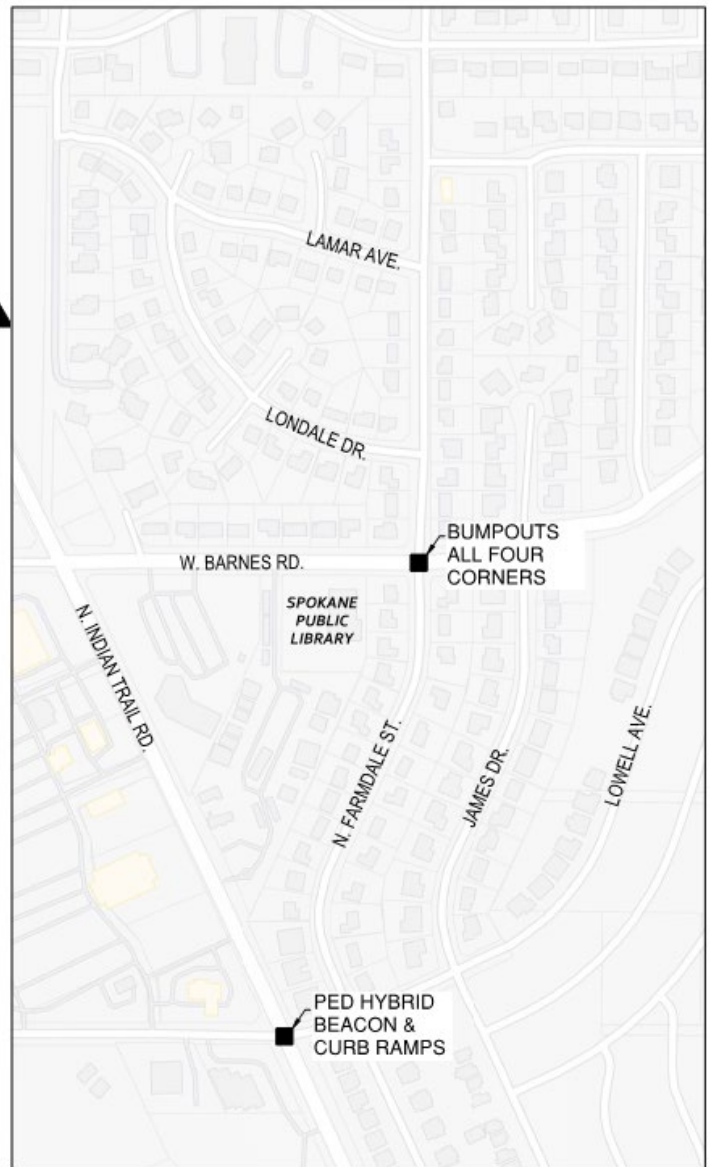 LAMAR AVE.
LONDALE DR.
BUMPOUTS
ALL FOUR
CORNERS
W. BARNES RD.
SPOKANE
PUBLIC
LIBRARY
N. INDIAN TRAIL RD.
N. FARMDALE ST.
JAMES DR.
LOWELL AVE.
PED HYBRID
BEACON &
CURB RAMPS